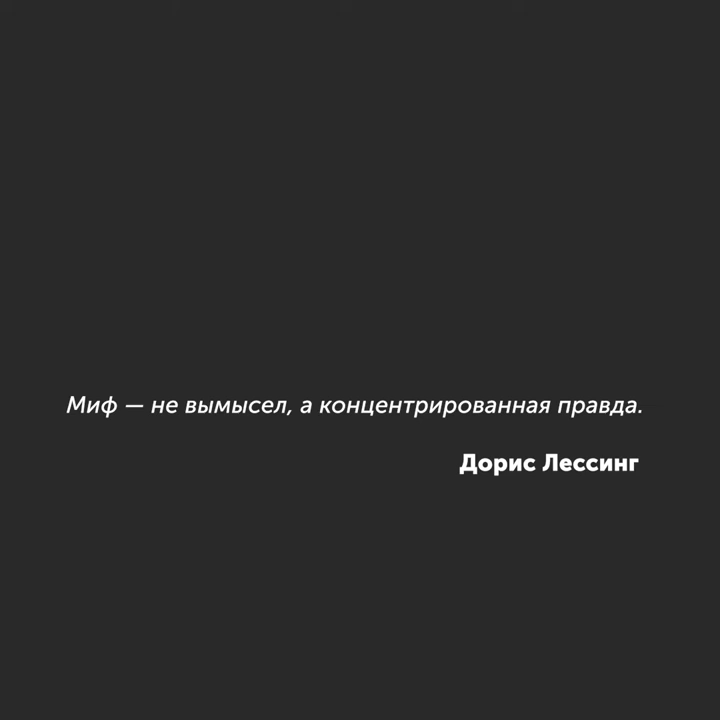 Миф — не вымысел, а концентрированная правда.
Дорис Лессинг